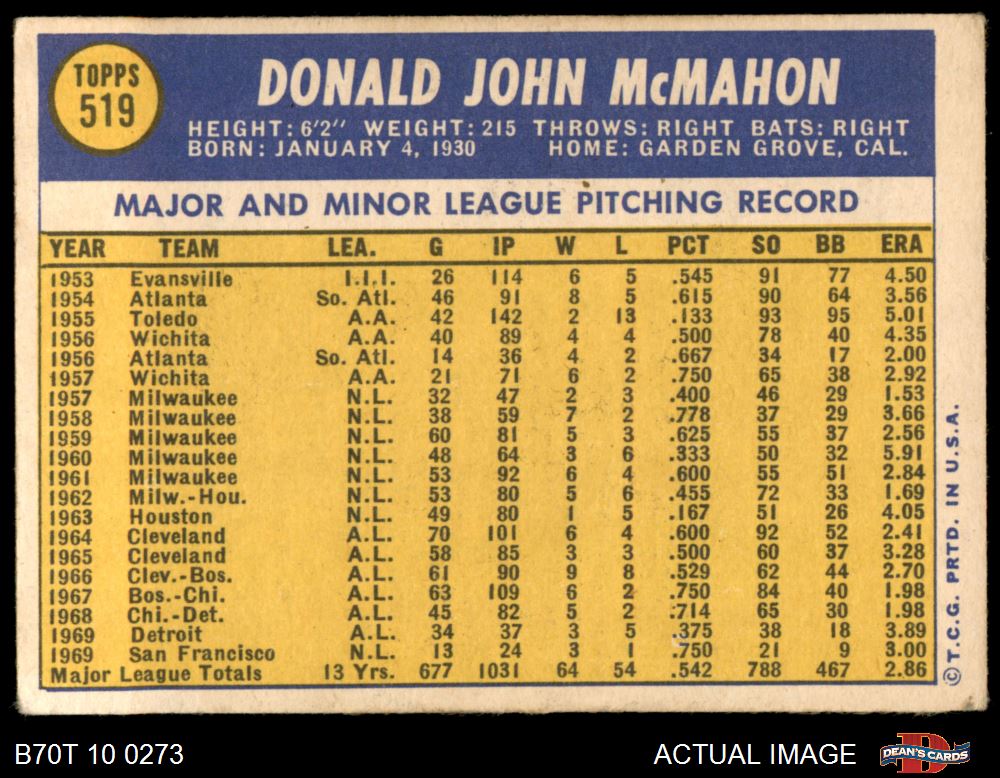 TOPPS
519
DONALD JOHN McMAHON
HEIGHT: 6'2" WEIGHT: 215 THROWS: RIGHT BATS: RIGHT
BORN: JANUARY 4, 1930 HOME: GARDEN GROVE, CAL.
MAJOR AND MINOR LEAGUE PITCHING RECORD
YEAR TEAM LEA. G IP W L PCT SO BB ERA
1953 Evansville I.I.I. 26 114 6 5 .545 91 77 4.50
1954 Atlanta So. Atl. 46 91 8 5 .615 90 64 3.56
1955 Toledo A.A. 42 142 2 13 .133 93 95 5.01
1956 Wichita A.A. 40 89 4 4 .500 78 40 4.35
1956 Atlanta So. Atl. 14 36 4 2 .667 34 17 2.00
1957 Wichita A.A. 21 71 6 2 .750 65 38 2.92
1957 Milwaukee N.L. 32 47 2 3 .400 46 29 1.53
1958 Milwaukee N.L. 38 59 7 2 .778 37 29 3.66
1959 Milwaukee N.L. 60 81 5 3 .625 55 37 2.56
1960 Milwaukee N.L. 48 64 3 6 .333 50 32 5.91
1961 Milwaukee N.L. 53 92 6 4 .600 55 51 2.84
1962 Milw.-Hou. N.L. 53 80 5 6 .455 72 33 1.69
1963 Houston N.L. 49 80 1 5 .167 51 26 4.05
1964 Cleveland A.L. 70 101 6 4 .600 92 52 2.41
1965 Cleveland A.L. 58 85 3 3 .500 60 37 3.28
1966 Clev.-Bos. A.L. 61 90 9 8 .529 62 44 2.70
1967 Bos.-Chi. A.L. 63 109 6 2 .750 84 40 1.98
1968 Chi.-Det. A.L. 45 82 5 2 .714 65 30 1.98
1969 Detroit A.L. 34 37 3 5 .375 38 18 3.89
1969 San Francisco N.L. 13 24 3 1 .750 21 9 3.00
Major League Totals 13 Yrs. 677 1031 64 54 .542 788 467 2.86
©T.C.G. PRTD. IN U.S.A.
B70T 10 0273 ACTUAL IMAGE
D
DEAN'S CARDS